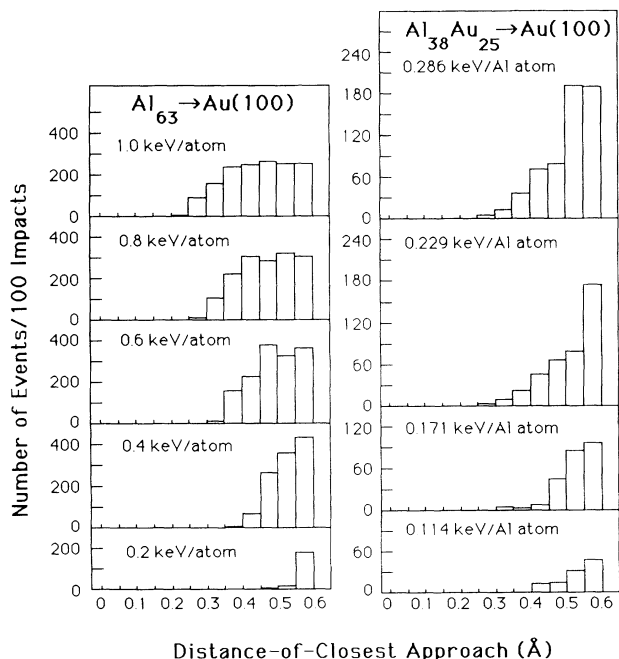 Al63→Au(100)
1.0 keV/atom
400
200
0
0.8 keV/atom
400
200
0
0.6 keV/atom
400
200
0
0.4 keV/atom
400
200
0
0.2 keV/atom
200
0
0 0.1 0.2 0.3 0.4 0.5 0.6
Al38Au25→Au(100)
0.286 keV/Al atom
240
180
120
60
0
0.229 keV/Al atom
240
180
120
60
0
0.171 keV/Al atom
120
60
0
0.114 keV/Al atom
60
0
0 0.1 0.2 0.3 0.4 0.5 0.6
Number of Events/100 Impacts
Distance-of-Closest Approach (Å)